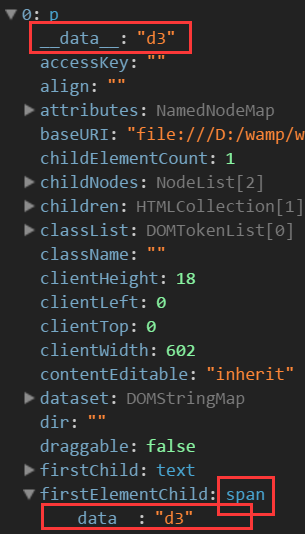 0: p
__data__: "d3"
accessKey: ""
align: ""
attributes: NamedNodeMap
baseURI: "file:///D:/wamp/w
childElementCount: 1
childNodes: NodeList[2]
children: HTMLCollection[1]
classList: DOMTokenList[0]
className: ""
clientHeight: 18
clientLeft: 0
clientTop: 0
clientWidth: 602
contentEditable: "inherit"
dataset: DOMStringMap
dir: ""
draggable: false
firstChild: text
firstElementChild: span
data : "d3"